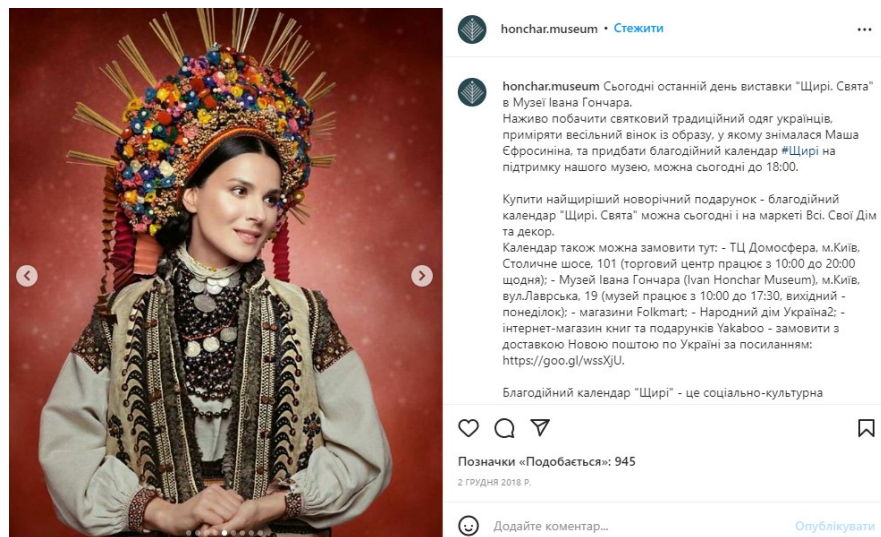 honchar.museum • Стежити
honchar.museum Сьогодні останній день виставки "Щирі. Свята"
в Музеї Івана Гончара.
Наживо побачити святковий традиційний одяг українців,
приміряти весільний вінок із образу, у якому знімалася Маша
Єфросиніна, та придбати благодійний календар #Щирі на
підтримку нашого музею, можна сьогодні до 18:00.
Купити найщиріший новорічний подарунок - благодійний
календар "Щирі. Свята" можна сьогодні і на маркеті Всі. Свої Дім
та декор.
Календар також можна замовити тут: - ТЦ Домосфера, м.Київ,
Столичне шосе, 101 (торговий центр працює з 10:00 до 20:00
щодня); - Музей Івана Гончара (Ivan Honchar Museum), м.Київ,
вул.Лаврська, 19 (музей працює з 10:00 до 17:30, вихідний -
понеділок); - магазини Folkmart; - Народний дім Україна2; -
інтернет-магазин книг та подарунків Yakaboo - замовити з
доставкою Новою поштою по Україні за посиланням:
https://goo.gl/wssXjU.
Благодійний календар "Щирі" - це соціально-культурна
Позначки «Подобається»: 945
2 ГРУДНЯ 2018 Р.
Додайте коментар... Опублікувати